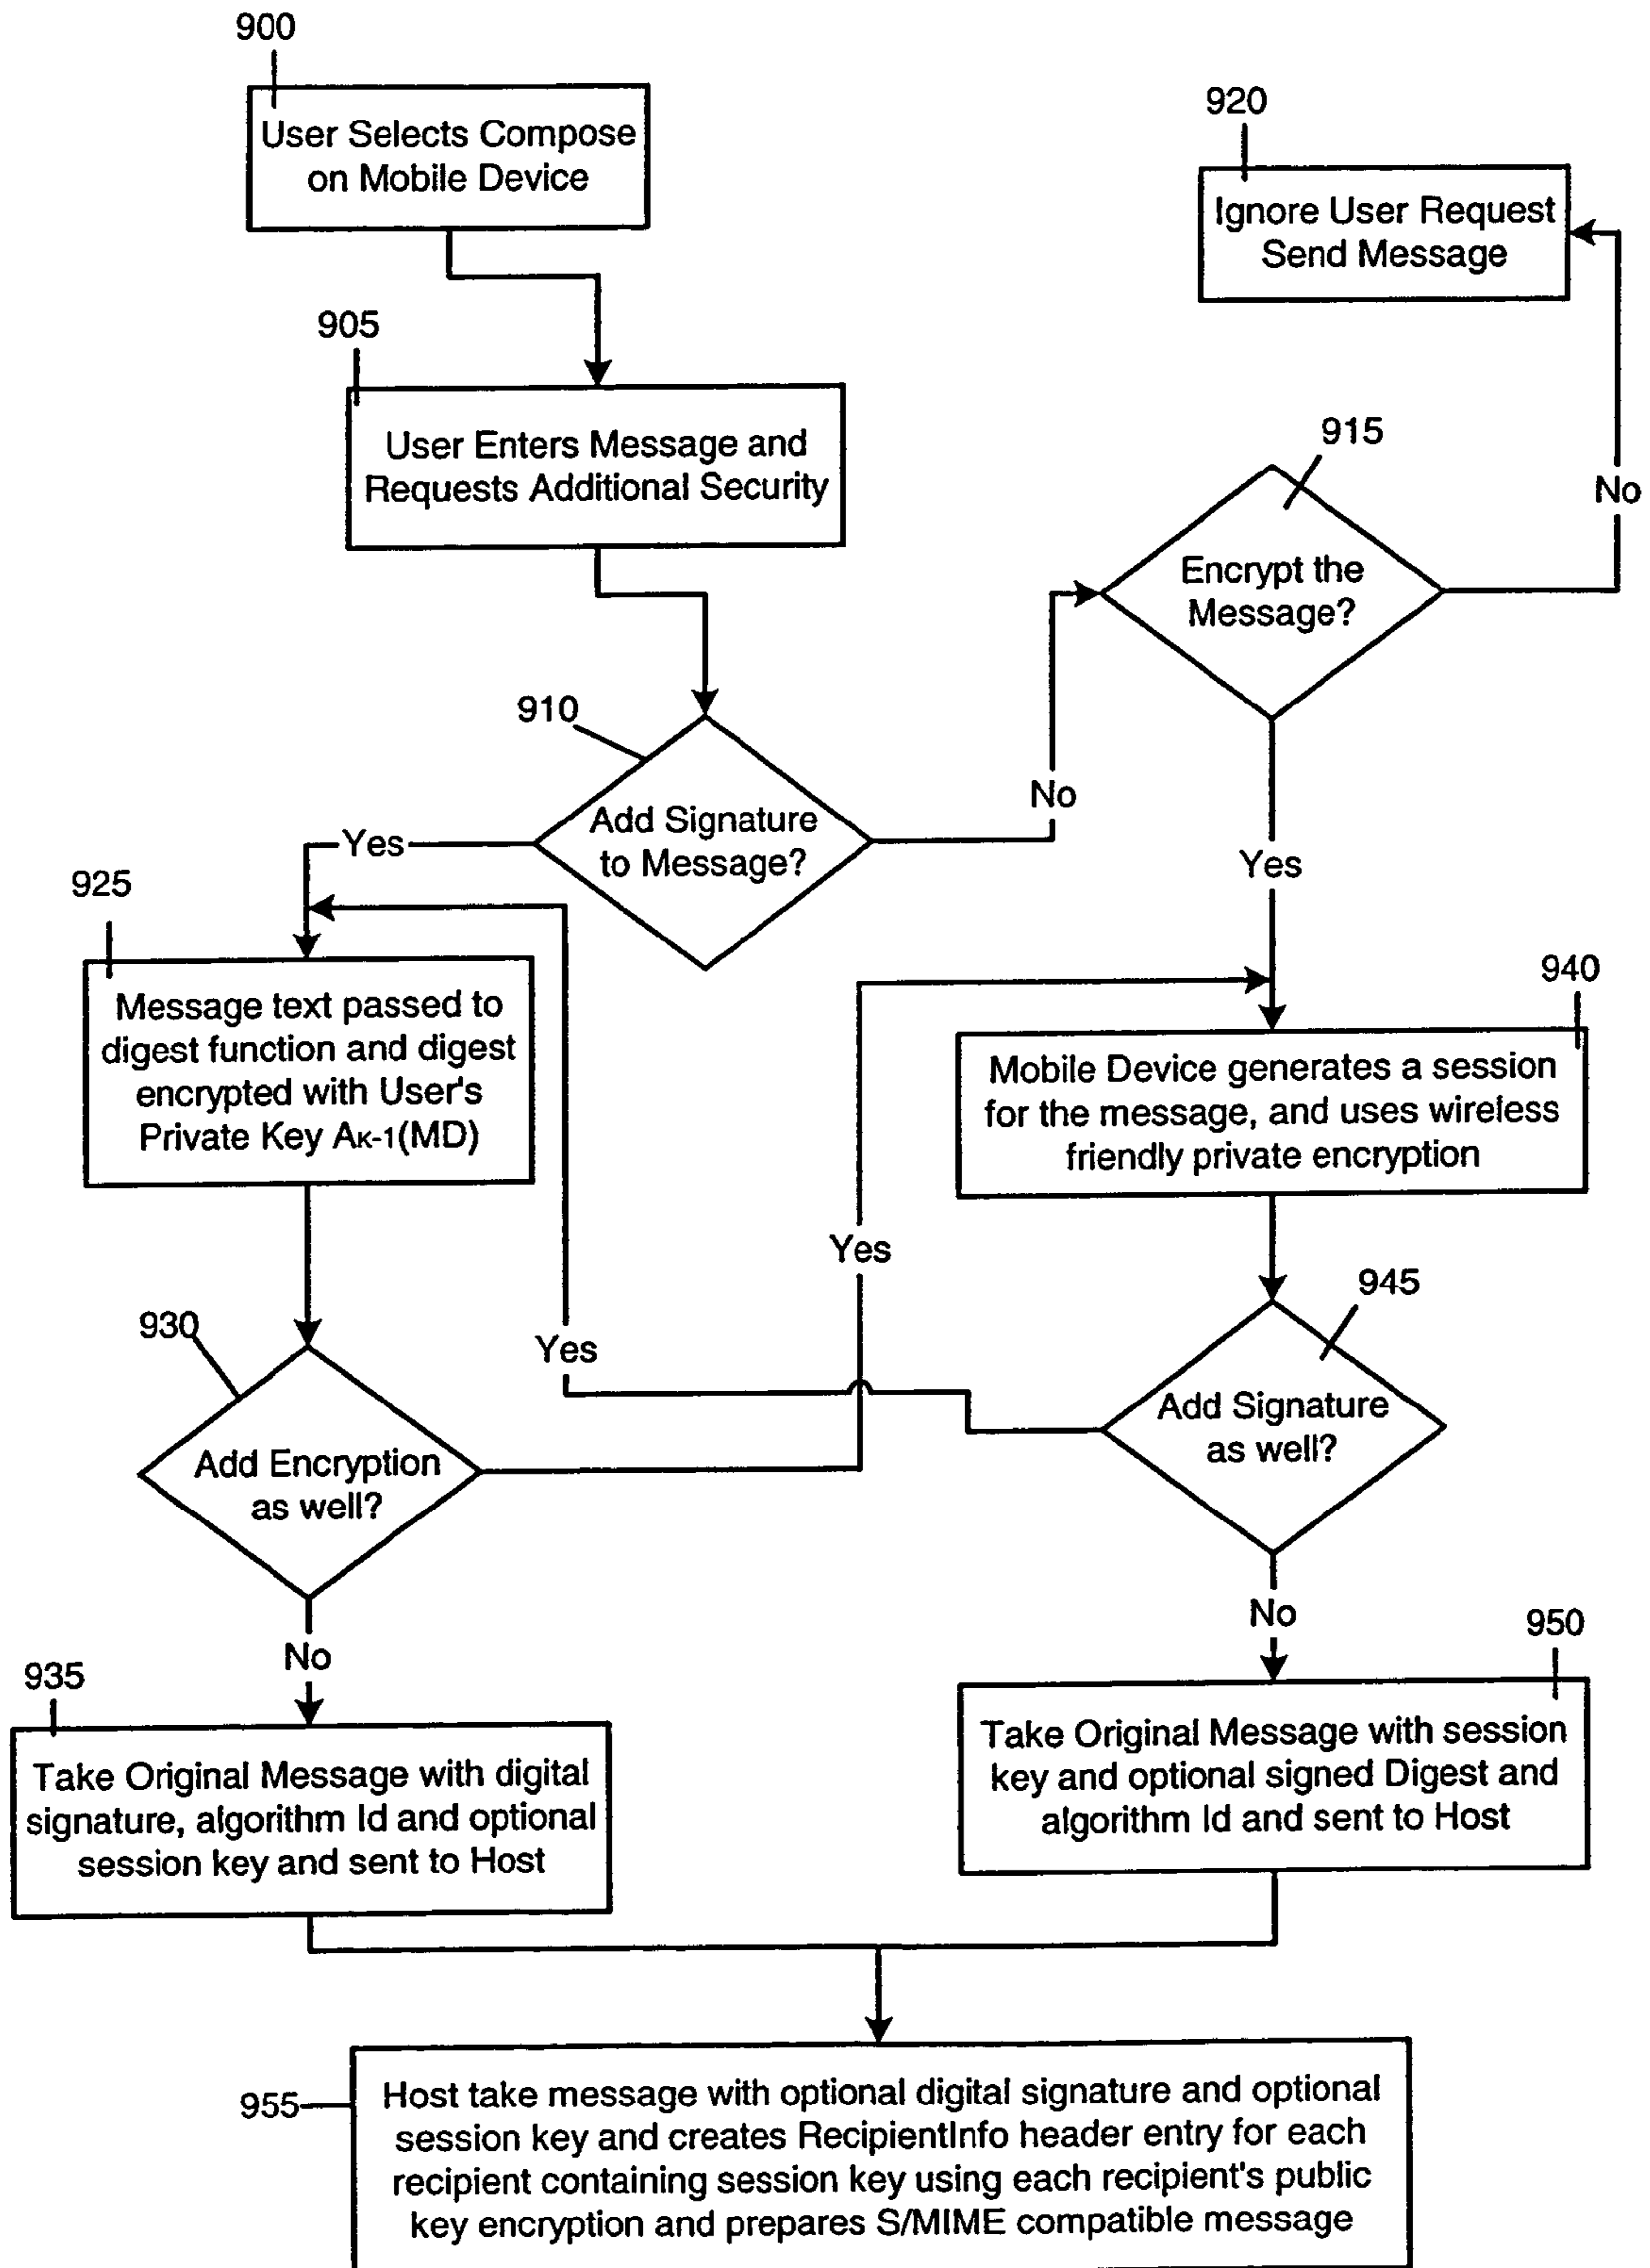 900
User Selects Compose
on Mobile Device
920
Ignore User Request
Send Message
905
User Enters Message and
Requests Additional Security
915
Encrypt the
Message?
No
910
Add Signature
to Message?
No
Yes
Yes
925
Message text passed to
digest function and digest
encrypted with User's
Private Key AK-1(MD)
940
Mobile Device generates a session
for the message, and uses wireless
friendly private encryption
Yes
Yes
930
Add Encryption
as well?
945
Add Signature
as well?
No
No
935
Take Original Message with digital
signature, algorithm Id and optional
session key and sent to Host
950
Take Original Message with session
key and optional signed Digest and
algorithm Id and sent to Host
955
Host take message with optional digital signature and optional
session key and creates RecipientInfo header entry for each
recipient containing session key using each recipient's public
key encryption and prepares S/MIME compatible message